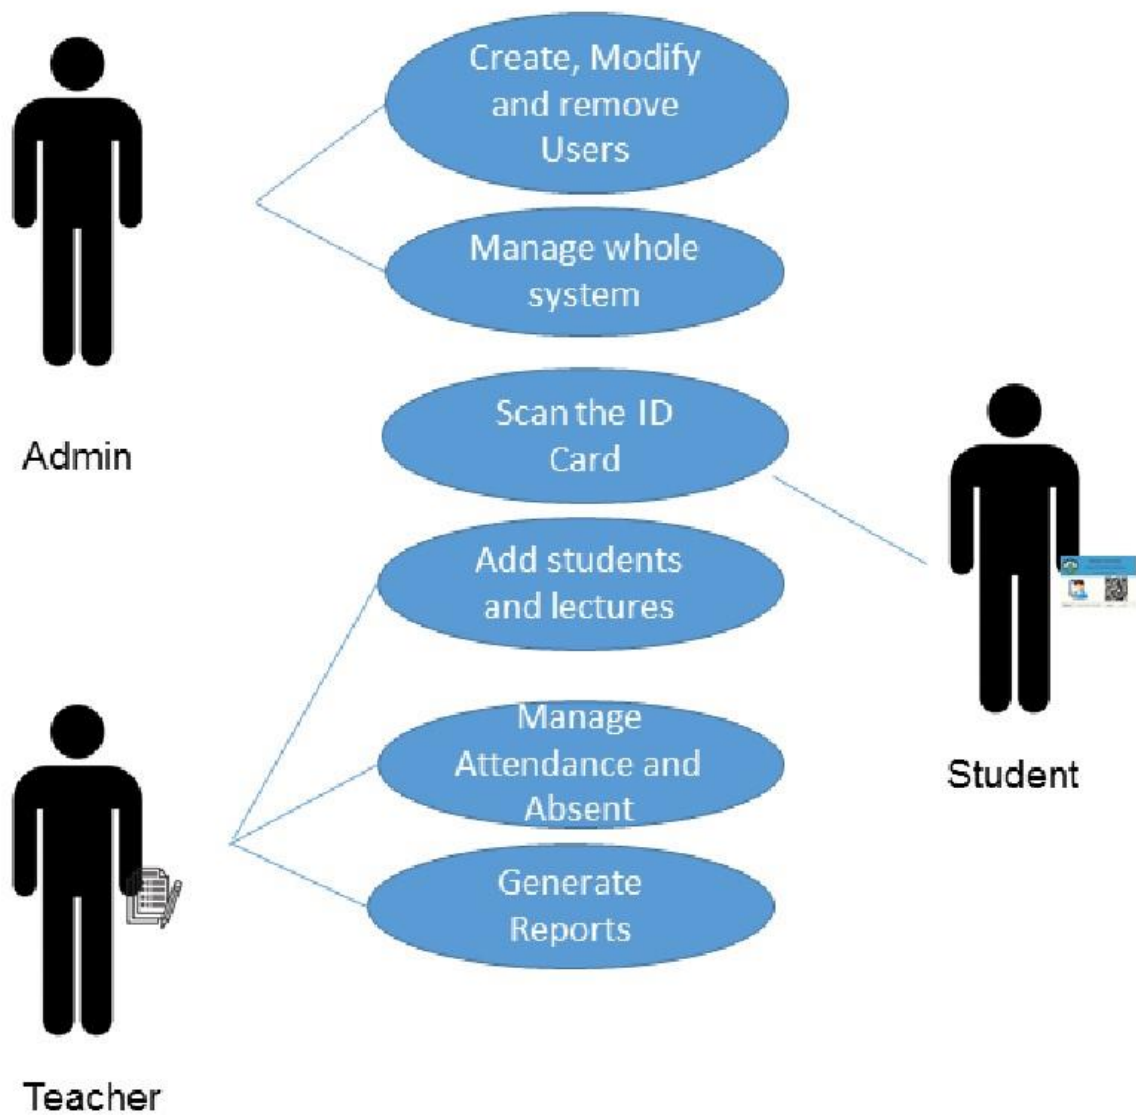 Create, Modify
and remove
Users
Manage whole
system
Admin
Scan the ID
Card
Add students
and lectures
Manage
Attendance and
Absent
Student
Generate
Reports
Teacher